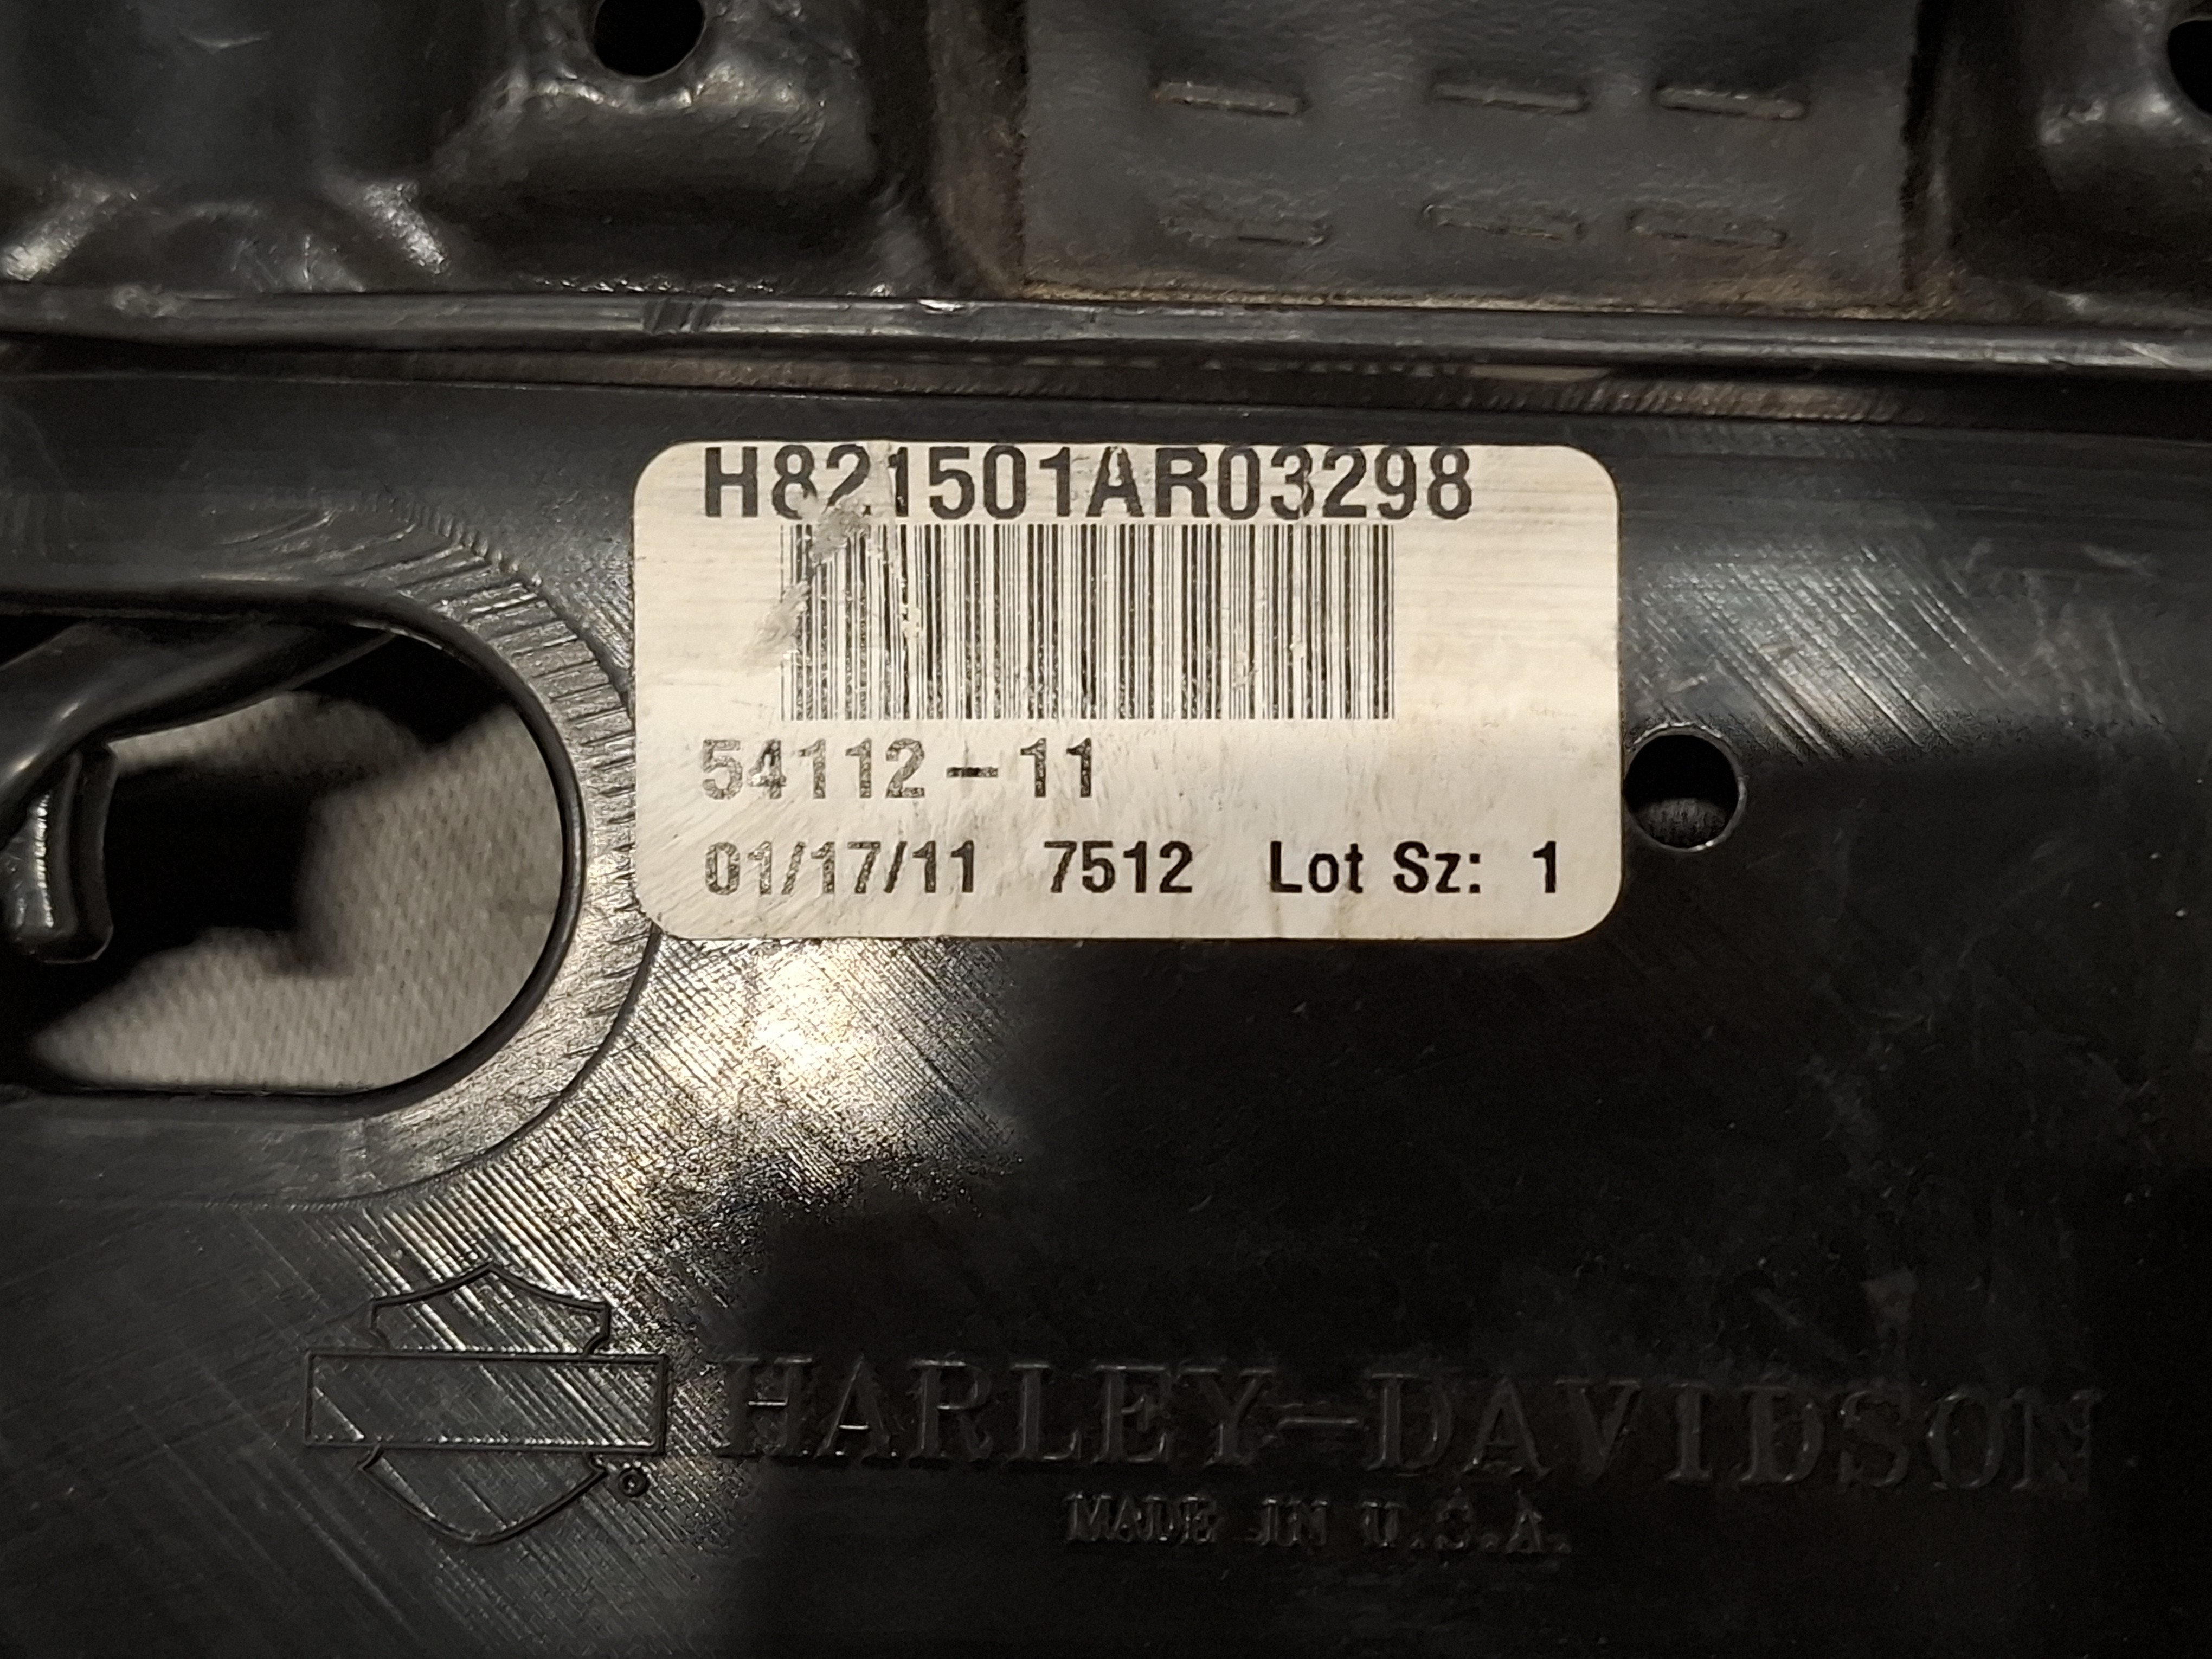 H821501AR03298
54112-11
01/17/11 7512 Lot Sz: 1
HARLEY-DAVIDSON
MADE IN U.S.A.